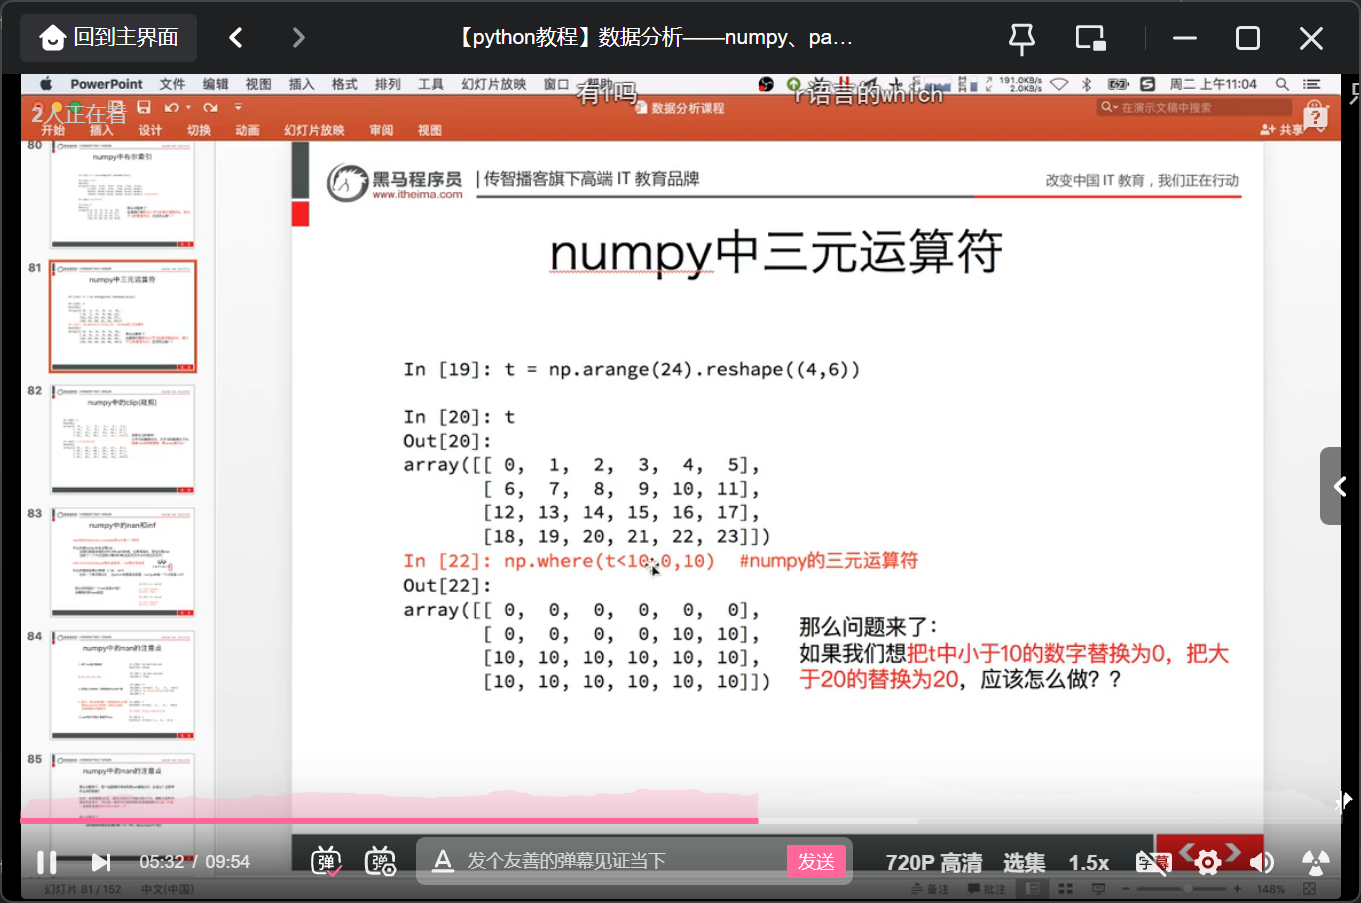 回到主界面
【python教程】数据分析——numpy、pa…
PowerPoint 文件 编辑 视图 插入 格式 排列 工具 幻灯片放映 窗口 帮助
191.0KB/s
2.0KB/s
周二 上午11:04
有1吗
r语言的which
2人正在看
数据分析课程
在演示文稿中搜索
开始 插入 设计 切换 动画 幻灯片放映 审阅 视图
共享
80
numpy中布尔索引
81
numpy中三元运算符
82
numpy中的clip(裁剪)
83
numpy中的nan和inf
84
numpy中的nan的注意点
85
numpy中的nan的注意点
黑马程序员
www.itheima.com
传智播客旗下高端 IT 教育品牌
改变中国 IT 教育，我们正在行动
numpy中三元运算符
In [19]: t = np.arange(24).reshape((4,6))
In [20]: t
Out[20]:
array([[ 0, 1, 2, 3, 4, 5],
[ 6, 7, 8, 9, 10, 11],
[12, 13, 14, 15, 16, 17],
[18, 19, 20, 21, 22, 23]])
In [22]: np.where(t<10,0,10) #numpy的三元运算符
Out[22]:
array([[ 0, 0, 0, 0, 0, 0],
[ 0, 0, 0, 0, 10, 10],
[10, 10, 10, 10, 10, 10],
[10, 10, 10, 10, 10, 10]])
那么问题来了：
如果我们想把t中小于10的数字替换为0，把大
于20的替换为20，应该怎么做？？
05:32 / 09:54
弹
弹
发个友善的弹幕见证当下
发送
720P 高清
选集
1.5x
字幕
幻灯片 81 / 152
中文(中国)
备注
批注
148%